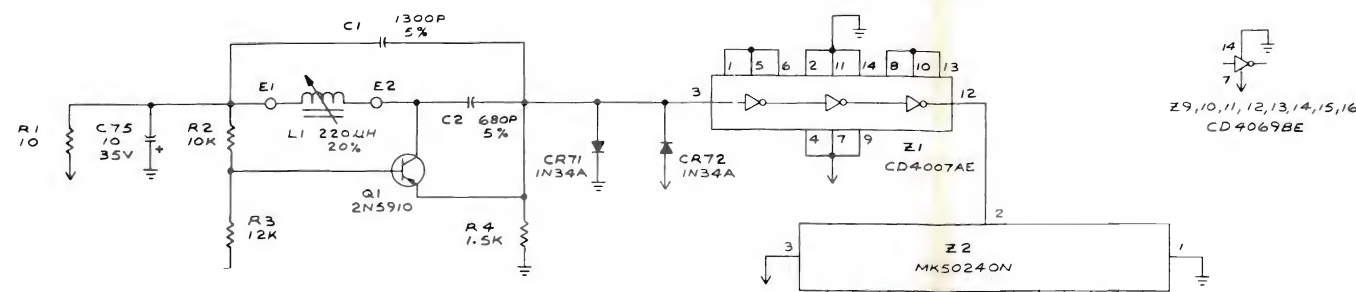 C1
1300P
5%
E1
E2
L1 220µH
20%
C2
680P
5%
R1
10
C75
10
35V
+
R2
10K
Q1
2N5910
R3
12K
R4
1.5K
CR71
1N34A
CR72
1N34A
3
1 5 6 2 11 14 8 10 13
12
4 7 9
Z1
CD4007AE
2
3
Z2
MK50240N
1
14
7
Z9,10,11,12,13,14,15,16
CD4069BE